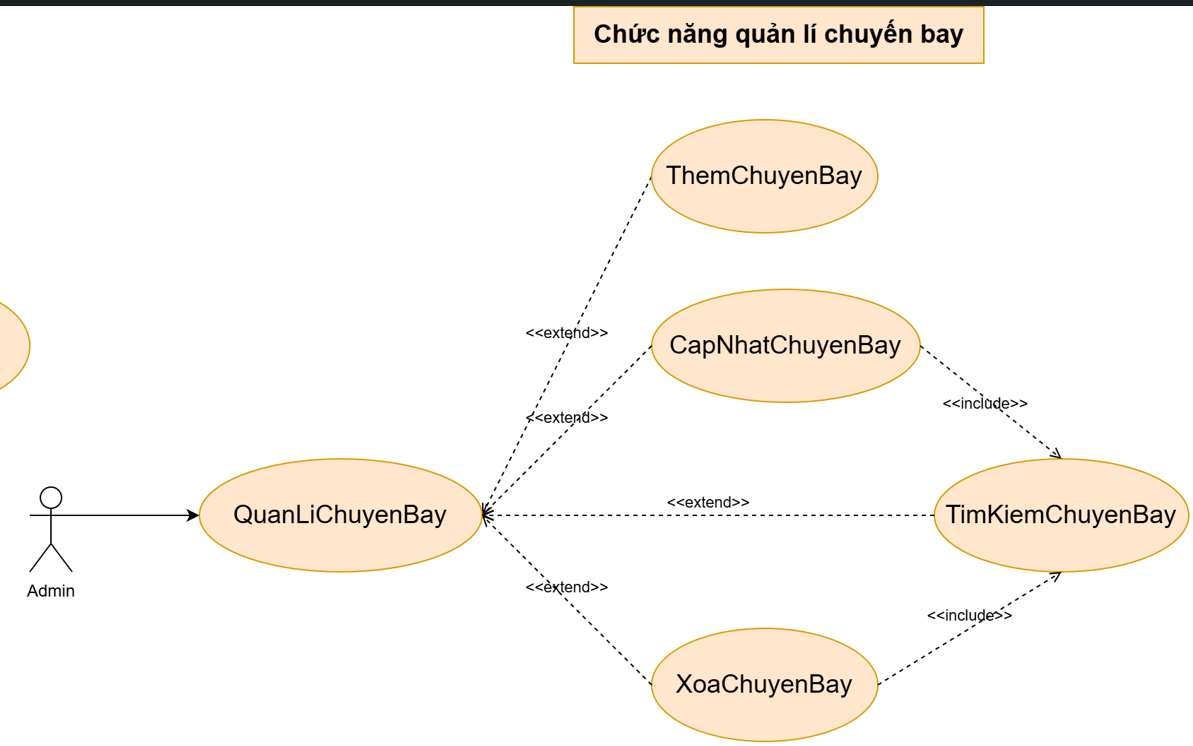 Chức năng quản lí chuyến bay
ThemChuyenBay
<<extend>>
CapNhatChuyenBay
<<extend>>
<<include>>
QuanLiChuyenBay
<<extend>>
TimKiemChuyenBay
Admin
<<extend>>
<<include>>
XoaChuyenBay